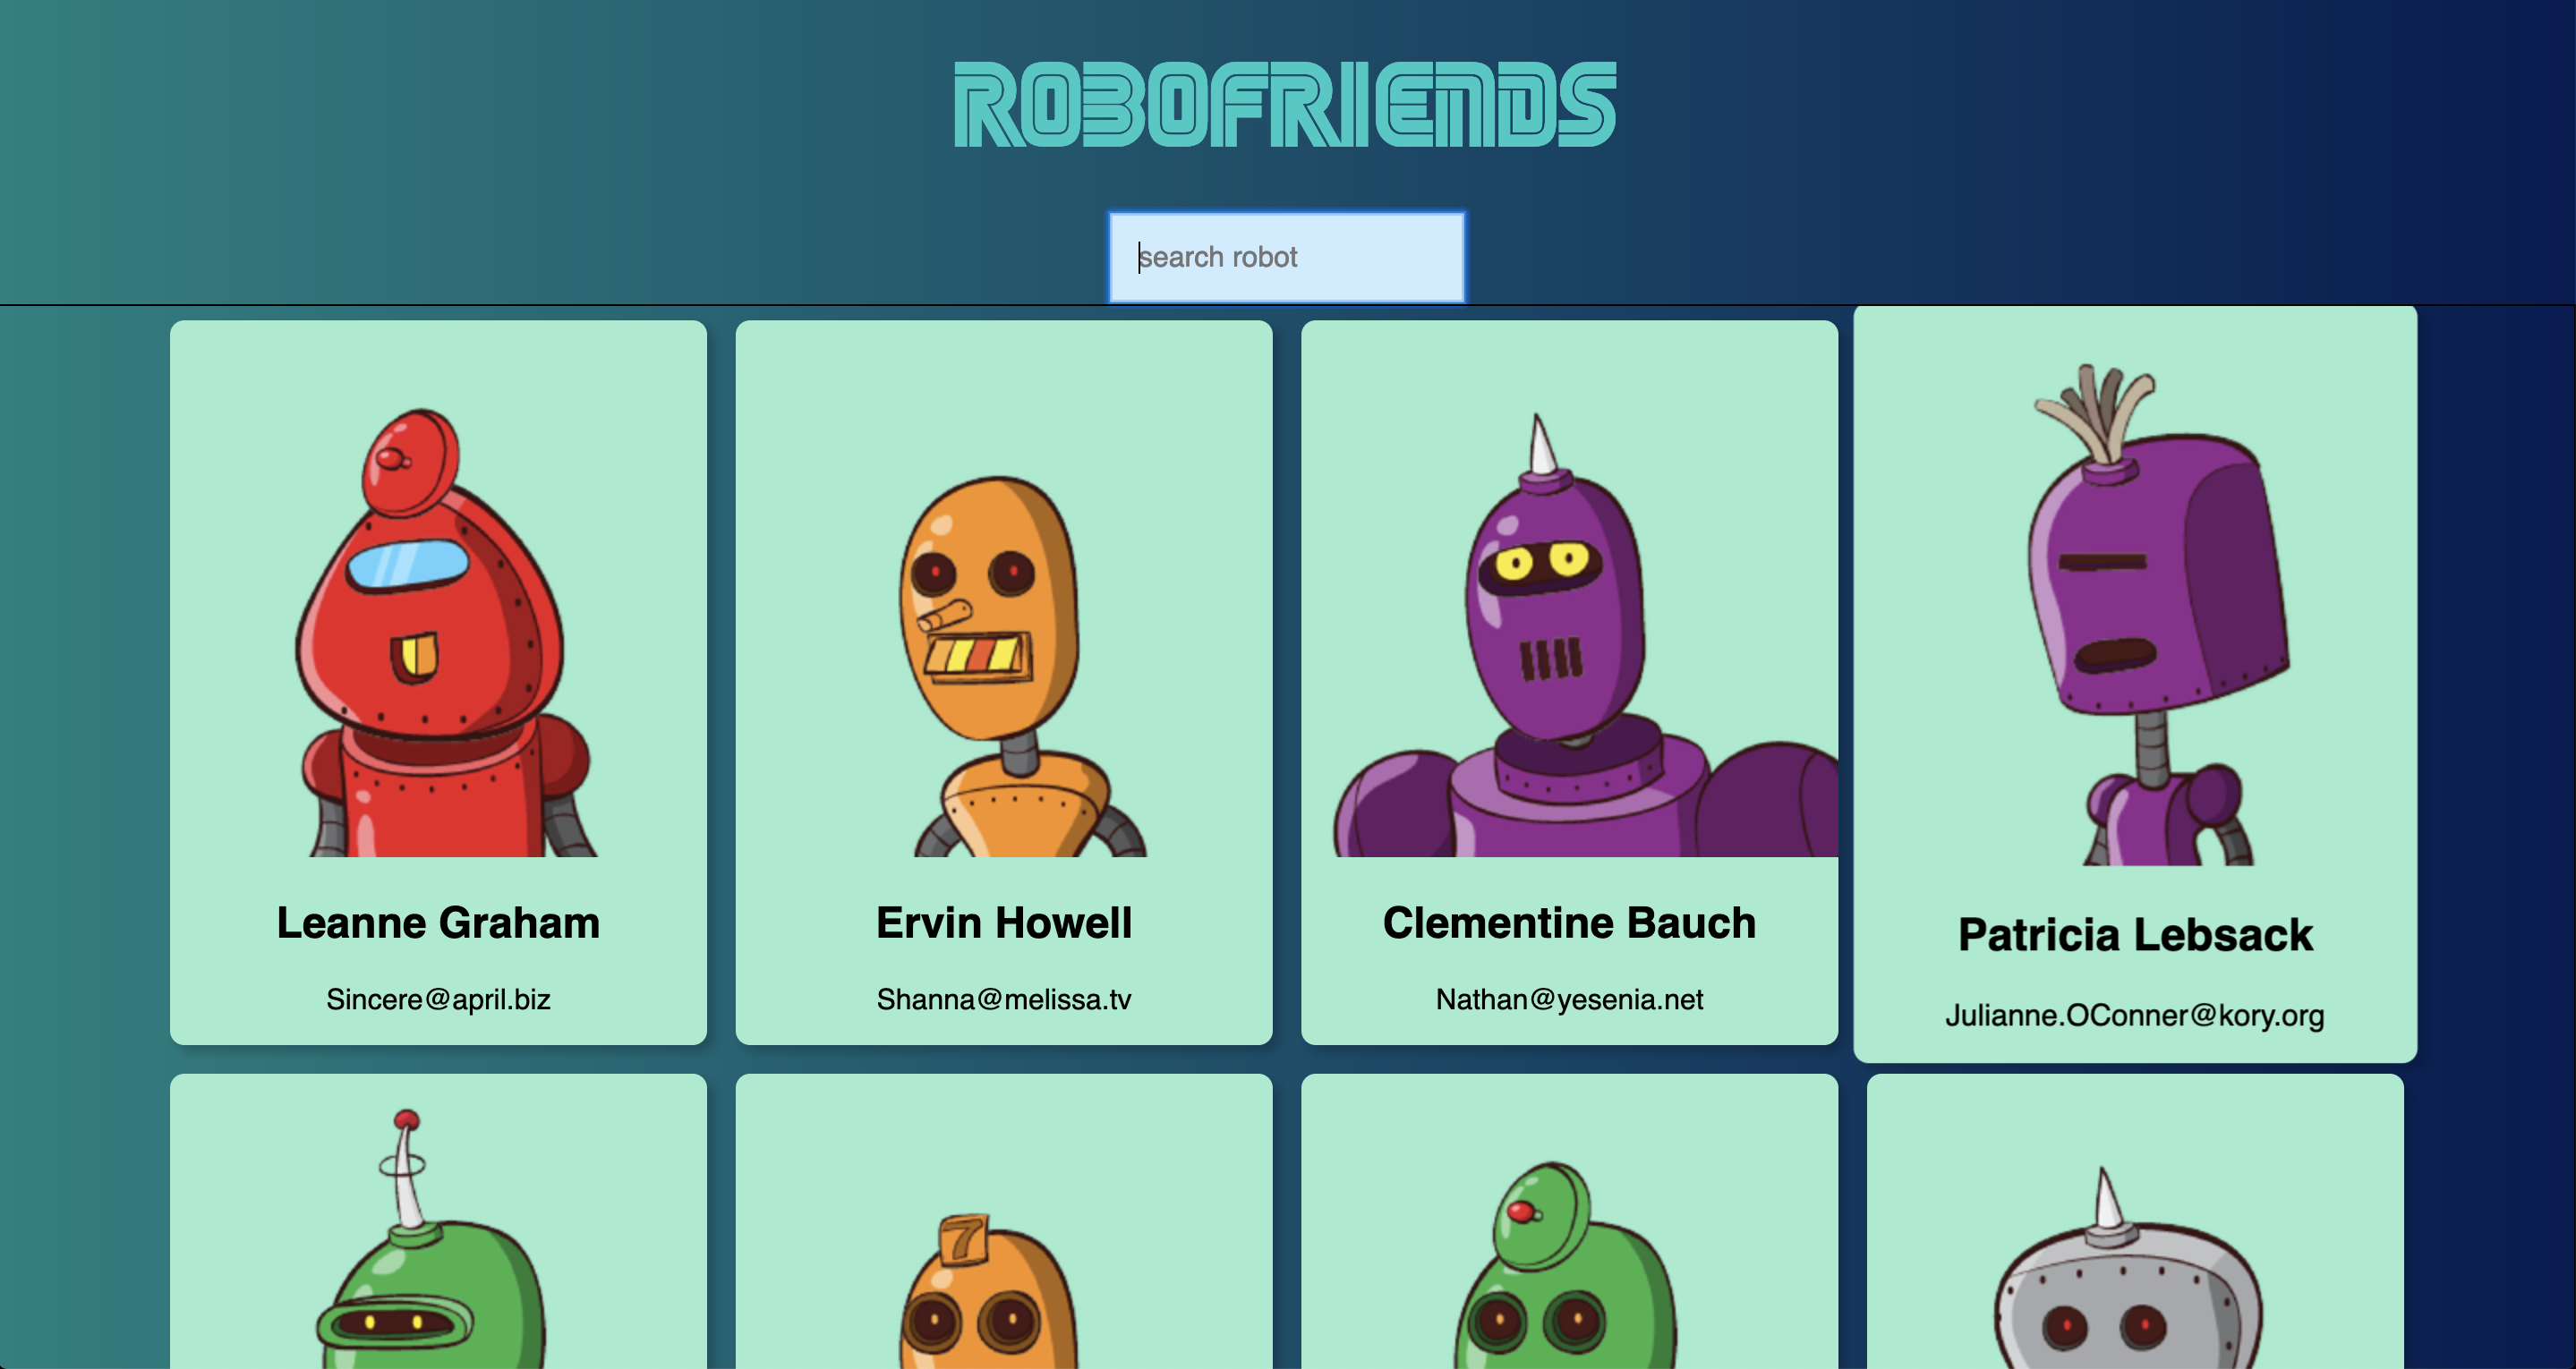 ROBOFRIENDS
search robot
Leanne Graham
Sincere@april.biz
Ervin Howell
Shanna@melissa.tv
Clementine Bauch
Nathan@yesenia.net
Patricia Lebsack
Julianne.OConner@kory.org
7